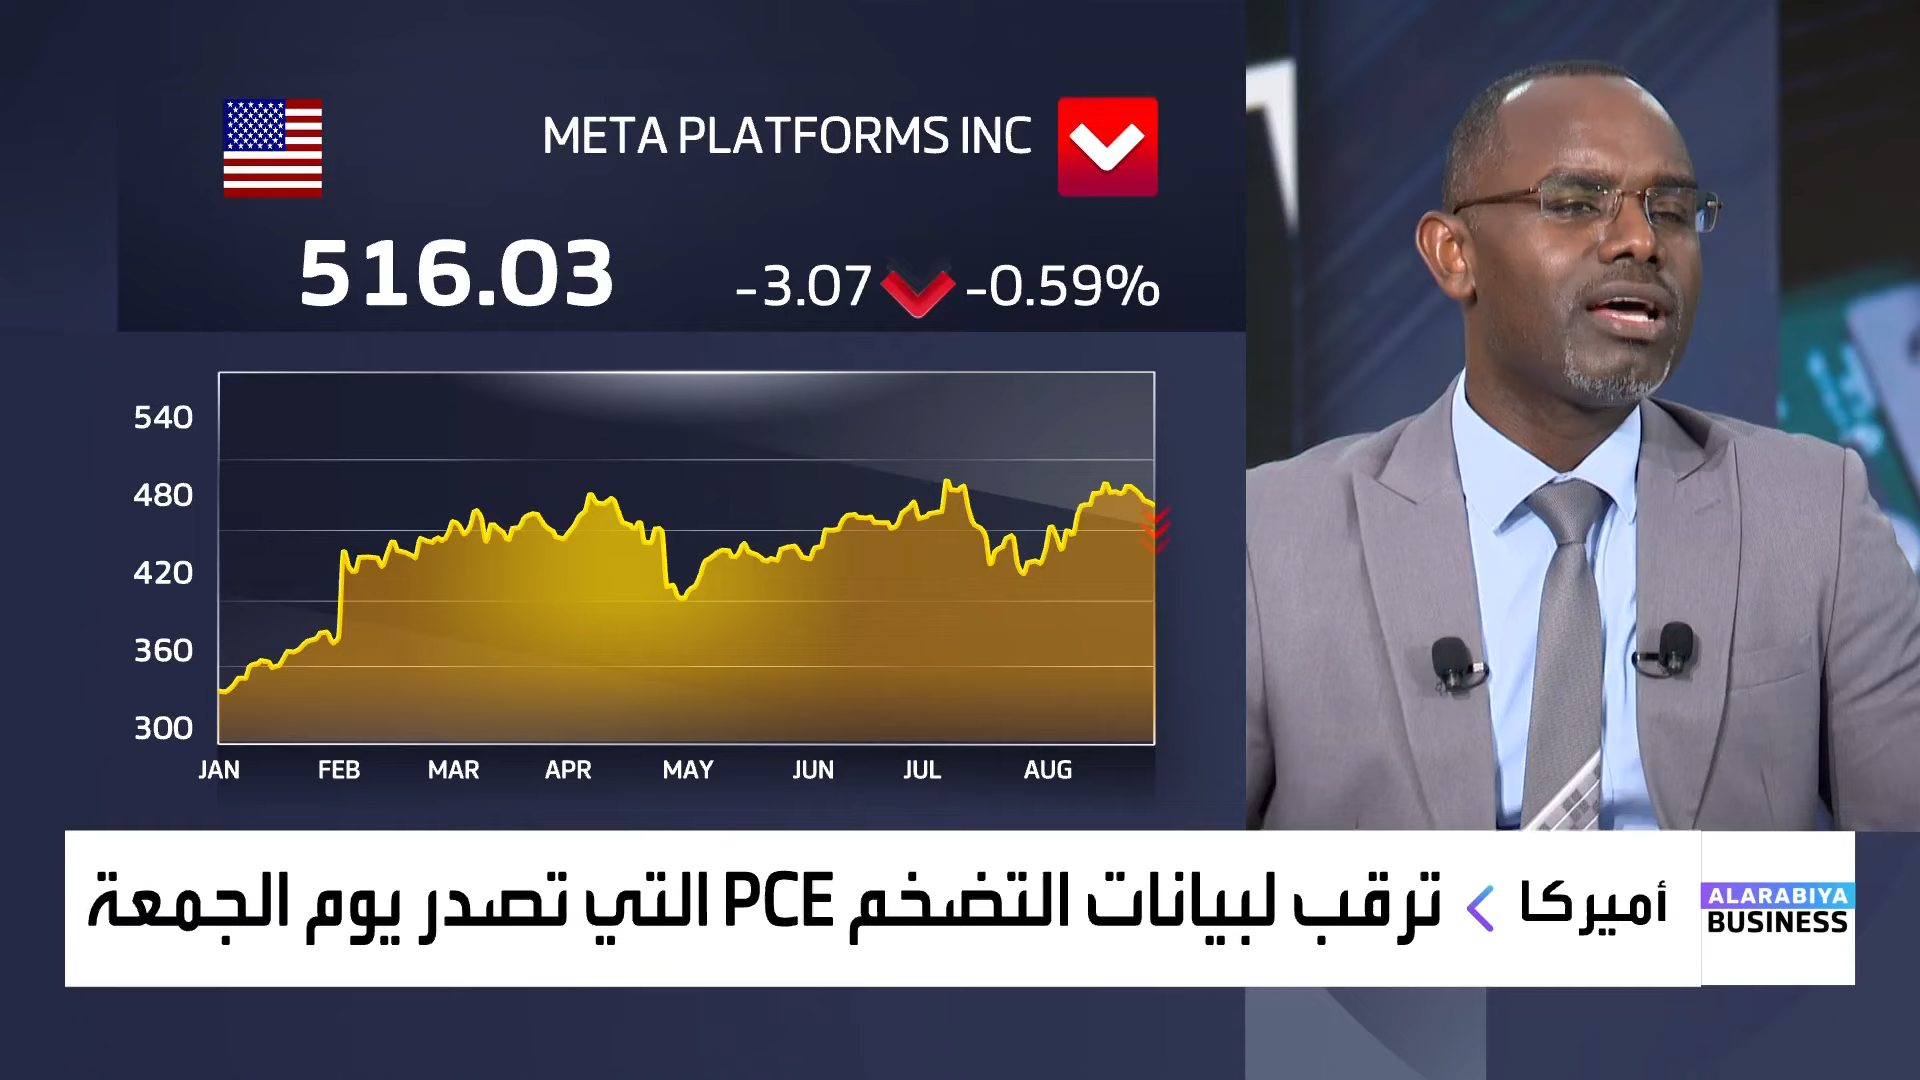 META PLATFORMS INC
516.03
-3.07 -0.59%
540
480
420
360
300
JAN FEB MAR APR MAY JUN JUL AUG
أميركا
ترقب لبيانات التضخم PCE التي تصدر يوم الجمعة
ALARABIYA
BUSINESS